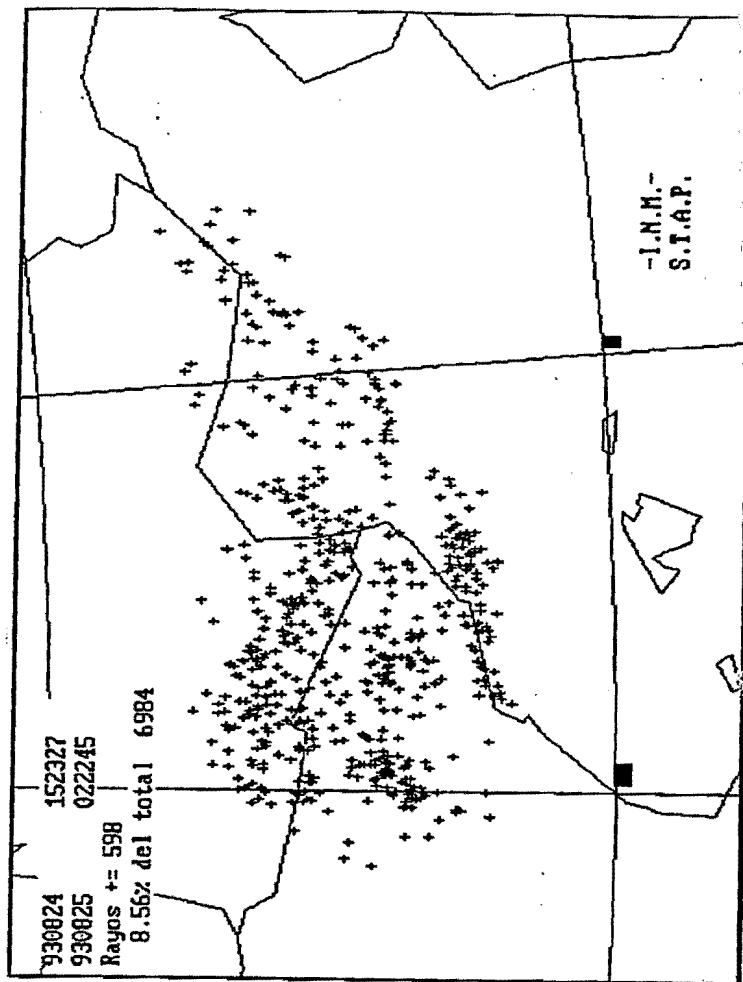 930824 152327
930825 022245
Rayos += 598
8.56% del total 6984
-I.N.M.-
S.T.A.P.